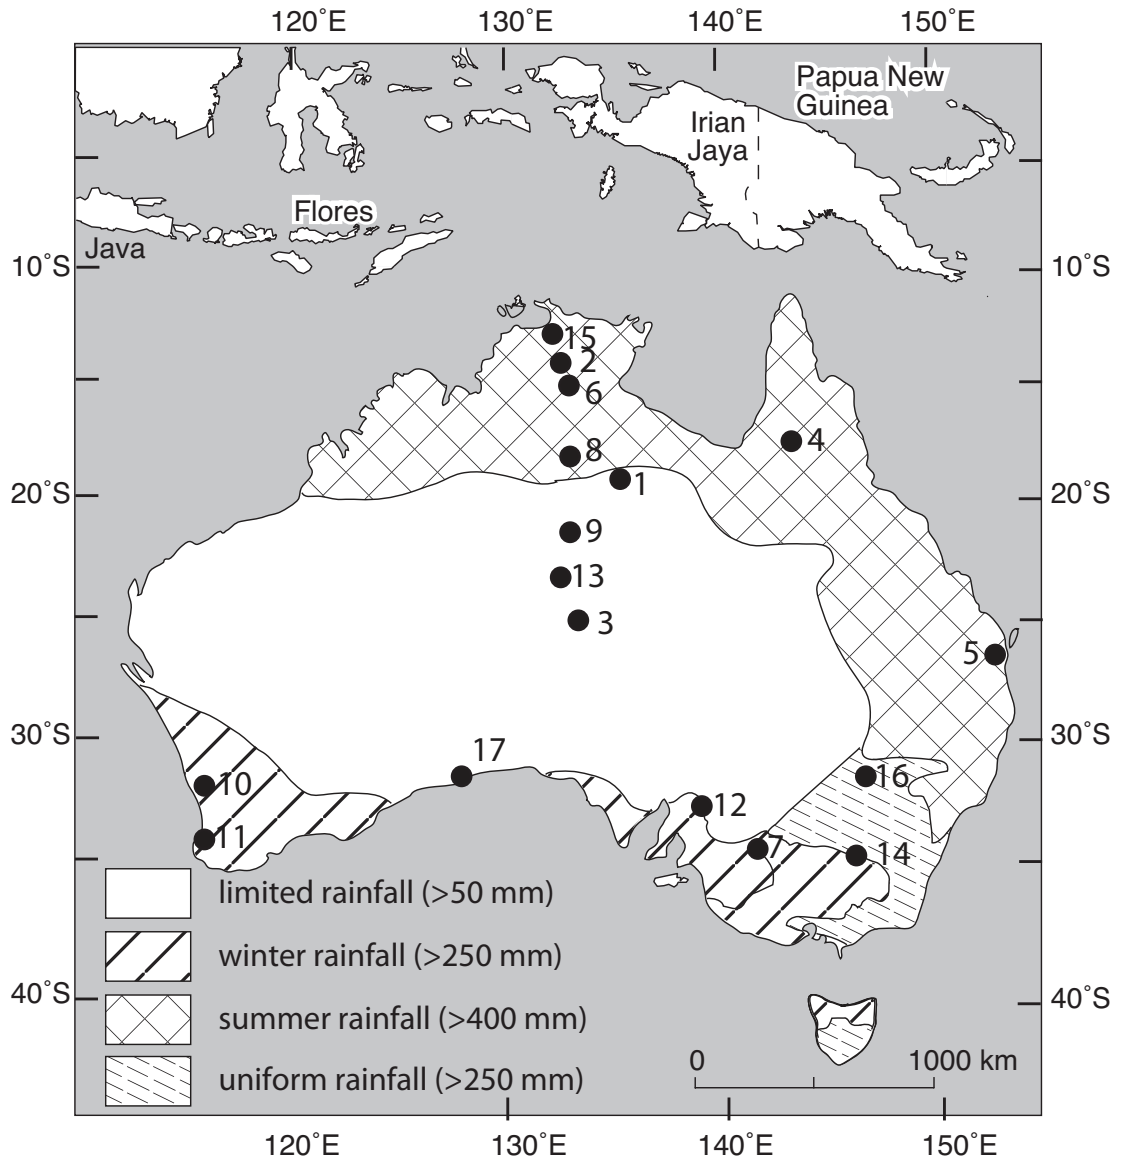 120˚E 130˚E 140˚E 150˚E
Papua New
Guinea
Irian
Jaya
Flores
Java
10˚S 10˚S
15
2
6
4
8
1
20˚S 20˚S
9
13
3
5
30˚S 30˚S
17
16
10
12
11
7
14
limited rainfall (>50 mm)
winter rainfall (>250 mm)
40˚S 40˚S
summer rainfall (>400 mm)
0 1000 km
uniform rainfall (>250 mm)
120˚E 130˚E 140˚E 150˚E